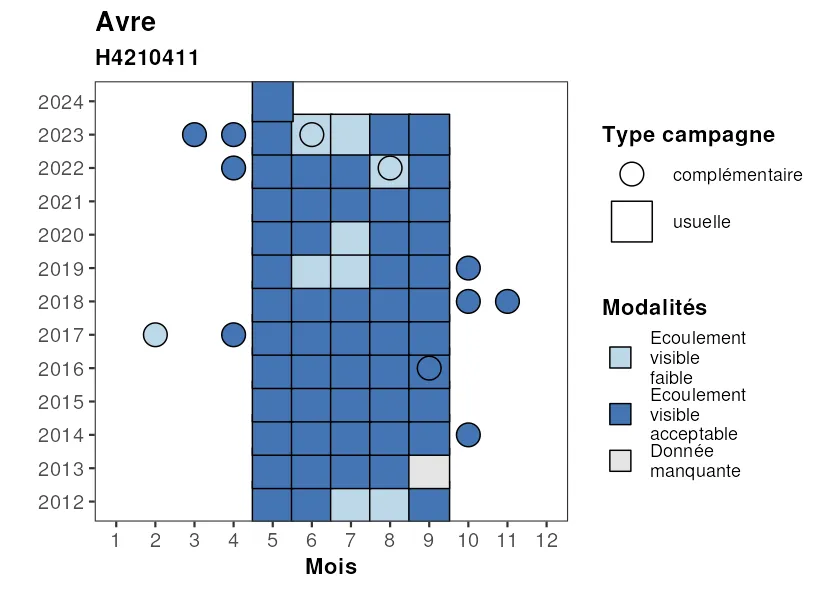 Avre
H4210411
2024
2023
2022
2021
2020
2019
2018
2017
2016
2015
2014
2013
2012
1 2 3 4 5 6 7 8 9 10 11 12
Mois
Type campagne
complémentaire
usuelle
Modalités
Ecoulement
visible
faible
Ecoulement
visible
acceptable
Donnée
manquante